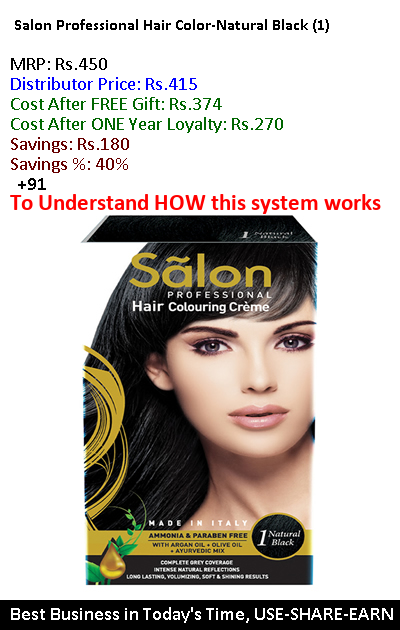 Salon Professional Hair Color-Natural Black (1)
MRP: Rs.450
Distributor Price: Rs.415
Cost After FREE Gift: Rs.374
Cost After ONE Year Loyalty: Rs.270
Savings: Rs.180
Savings %: 40%
+91
To Understand HOW this system works
1 Natural
Black
Sãlon
PROFESSIONAL
Hair Colouring Crème
MADE IN ITALY
AMMONIA & PARABEN FREE
WITH ARGAN OIL + OLIVE OIL
+ AYURVEDIC MIX
1 Natural
Black
COMPLETE GREY COVERAGE
INTENSE NATURAL REFLECTIONS
LONG LASTING, VOLUMIZING, SOFT & SHINING RESULTS
Best Business in Today's Time, USE-SHARE-EARN